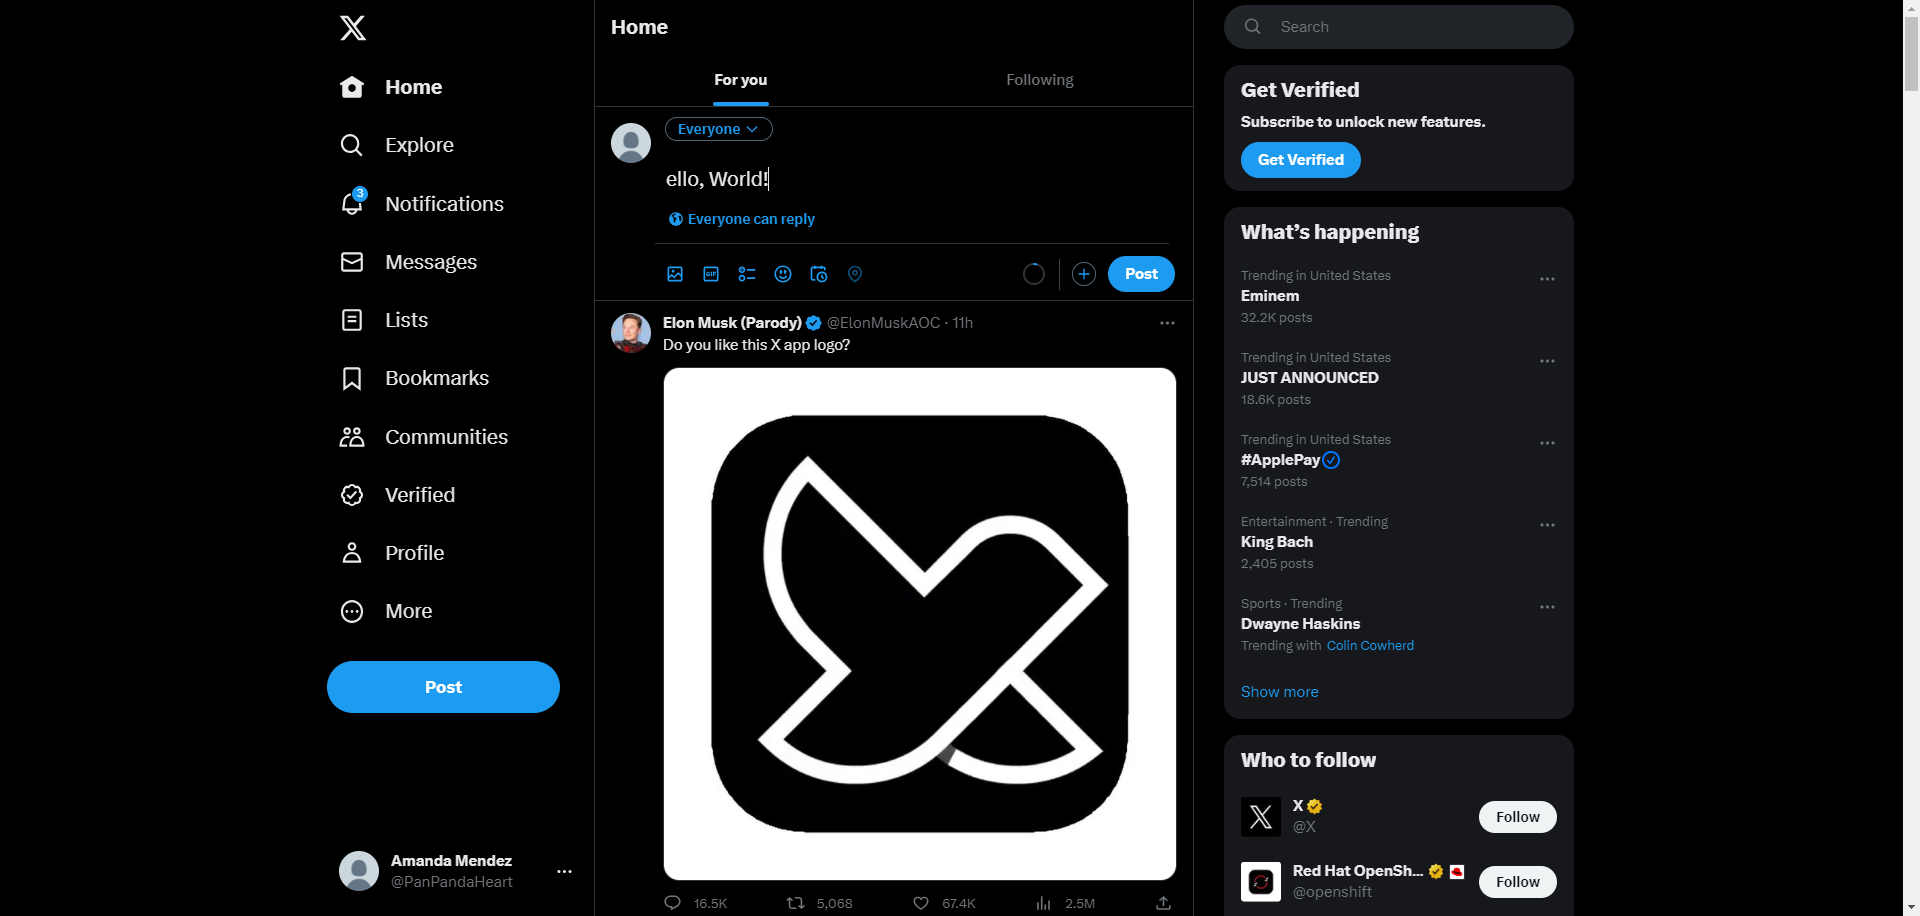 Home
Explore
3
Notifications
Messages
Lists
Bookmarks
Communities
Verified
Profile
More
Post
Amanda Mendez
@PanPandaHeart
Home
For you
Following
Everyone
ello, World!
Everyone can reply
GIF
Post
Elon Musk (Parody) @ElonMuskAOC · 11h
Do you like this X app logo?
16.5K 5,068 67.4K 2.5M
Search
Get Verified
Subscribe to unlock new features.
Get Verified
What’s happening
Trending in United States
Eminem
32.2K posts
Trending in United States
JUST ANNOUNCED
18.6K posts
Trending in United States
#ApplePay
7,514 posts
Entertainment · Trending
King Bach
2,405 posts
Sports · Trending
Dwayne Haskins
Trending with Colin Cowherd
Show more
Who to follow
X
@X
Follow
Red Hat OpenSh...
@openshift
Follow